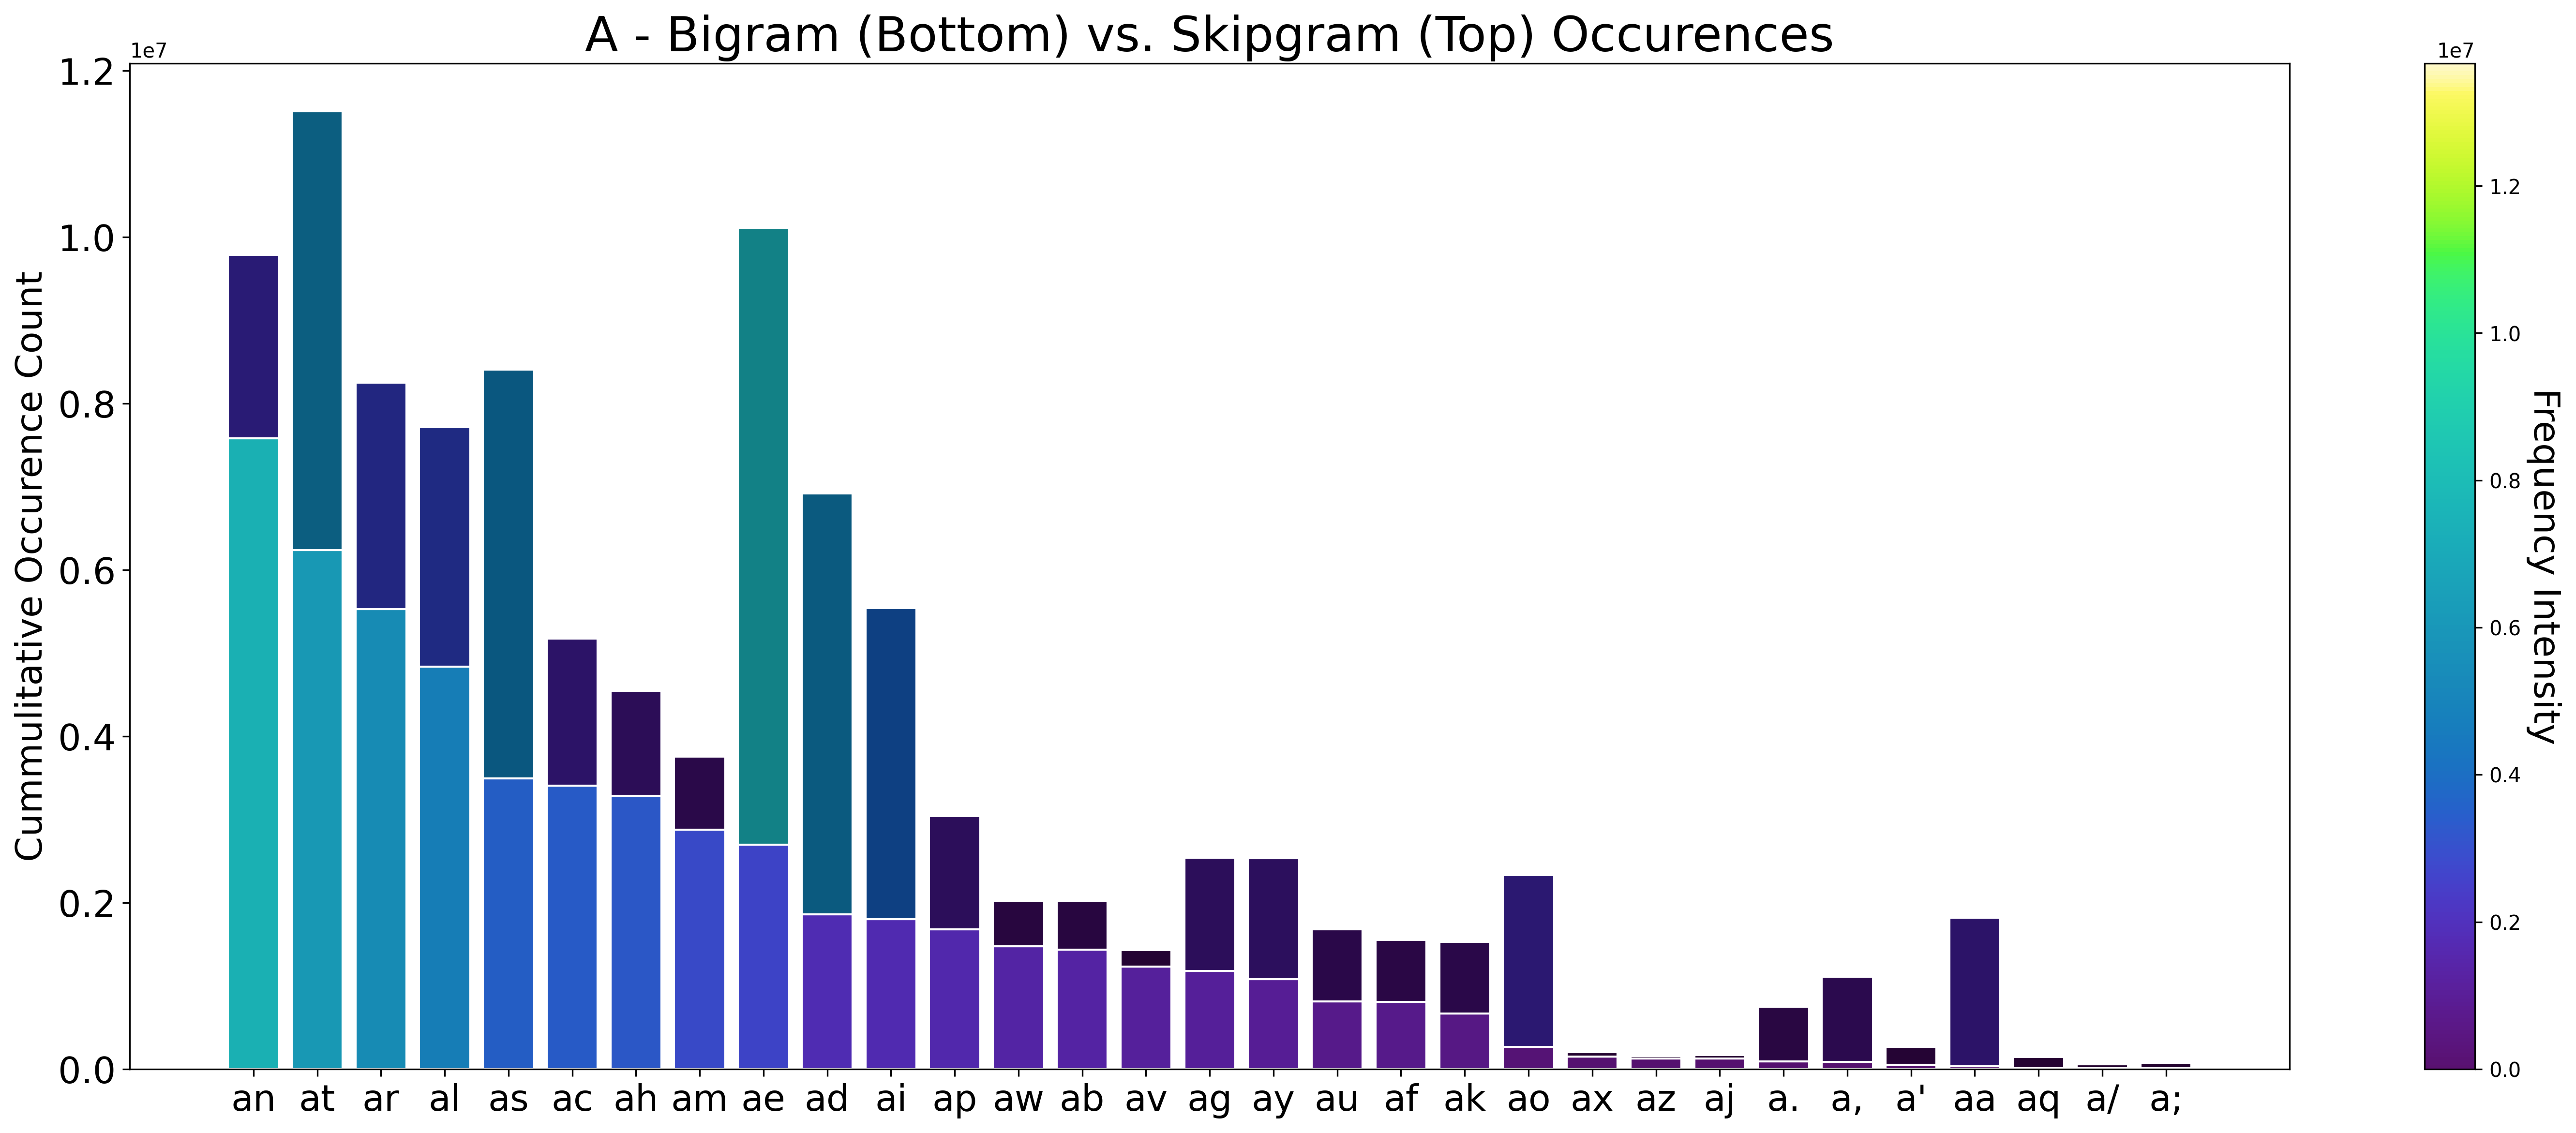 A - Bigram (Bottom) vs. Skipgram (Top) Occurences
1e7
1.2
1.0
0.8
0.6
0.4
0.2
0.0
Cummulitative Occurence Count
an at ar al as ac ah am ae ad ai ap aw ab av ag ay au af ak ao ax az aj a. a, a' aa aq a/ a;
1e7
1.2
1.0
0.8
0.6
0.4
0.2
0.0
Frequency Intensity